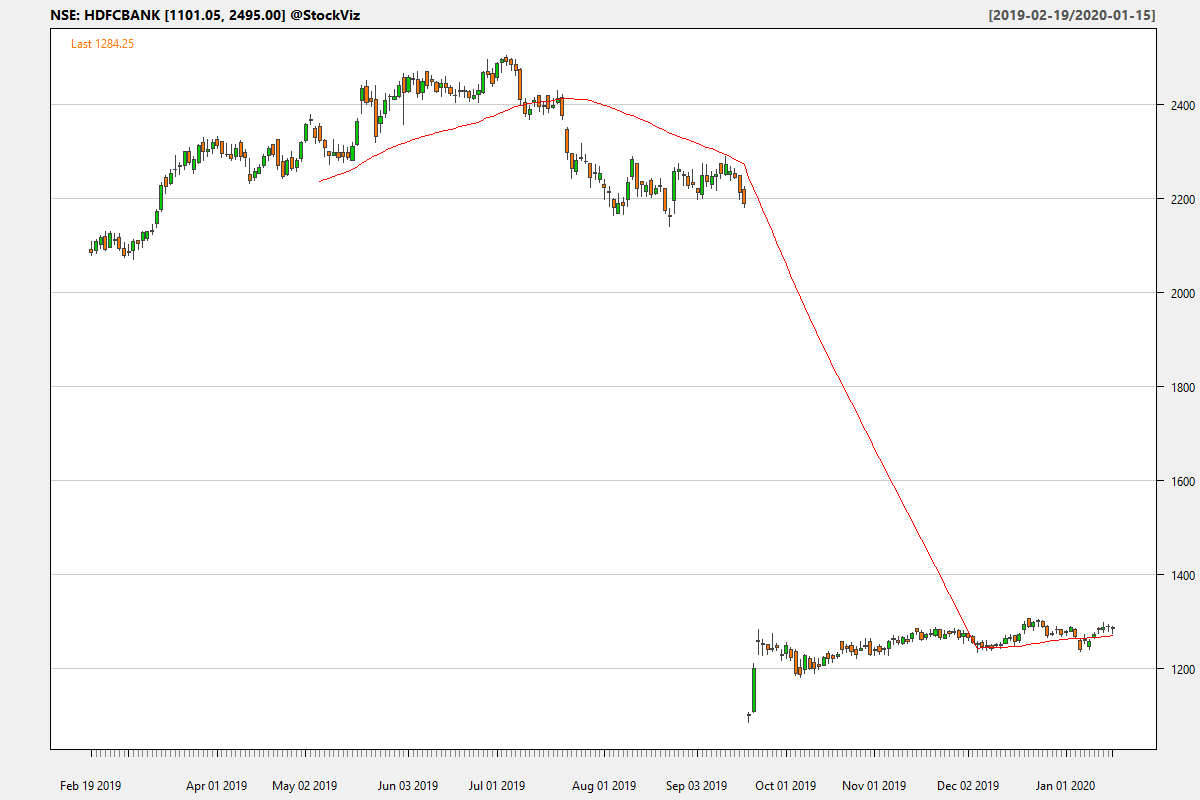 NSE: HDFCBANK [1101.05, 2495.00] @StockViz [2019-02-19/2020-01-15]
Last 1284.25
2400
2200
2000
1800
1600
1400
1200
Feb 19 2019 Apr 01 2019 May 02 2019 Jun 03 2019 Jul 01 2019 Aug 01 2019 Sep 03 2019 Oct 01 2019 Nov 01 2019 Dec 02 2019 Jan 01 2020